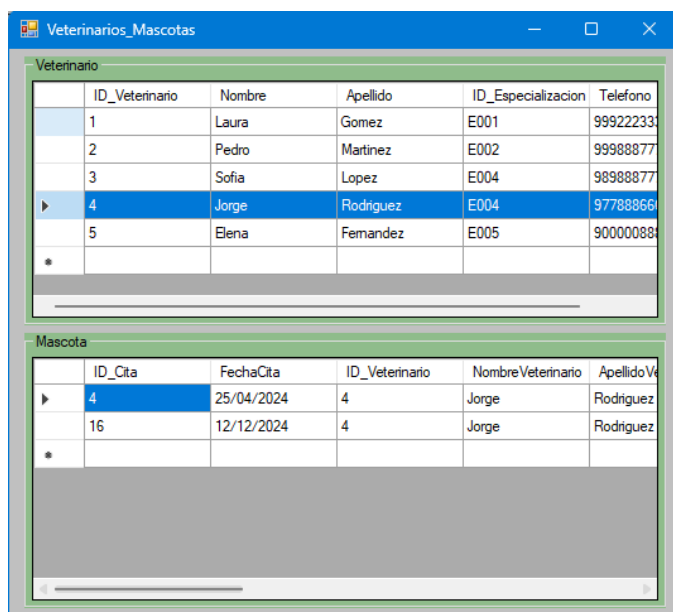 Veterinarios_Mascotas
Veterinario
ID_Veterinario Nombre Apellido ID_Especializacion Telefono
1 Laura Gomez E001
2 Pedro Martinez E002
3 Sofia Lopez E004
4 Jorge Rodriguez E004
5 Elena Fernandez E005
Mascota
ID_Cita FechaCita ID_Veterinario NombreVeterinario
4 25/04/2024 4 Jorge Rodriguez
16 12/12/2024 4 Jorge Rodriguez